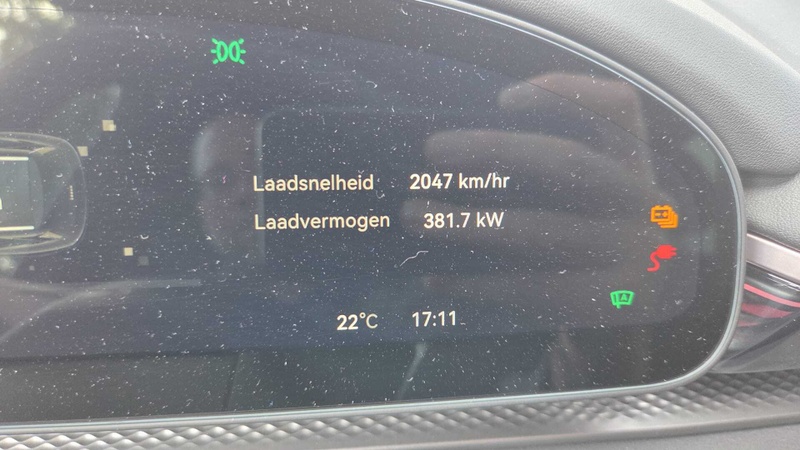 Laadsnelheid 2047 km/hr
Laadvermogen 381.7 kW
22°C 17:11